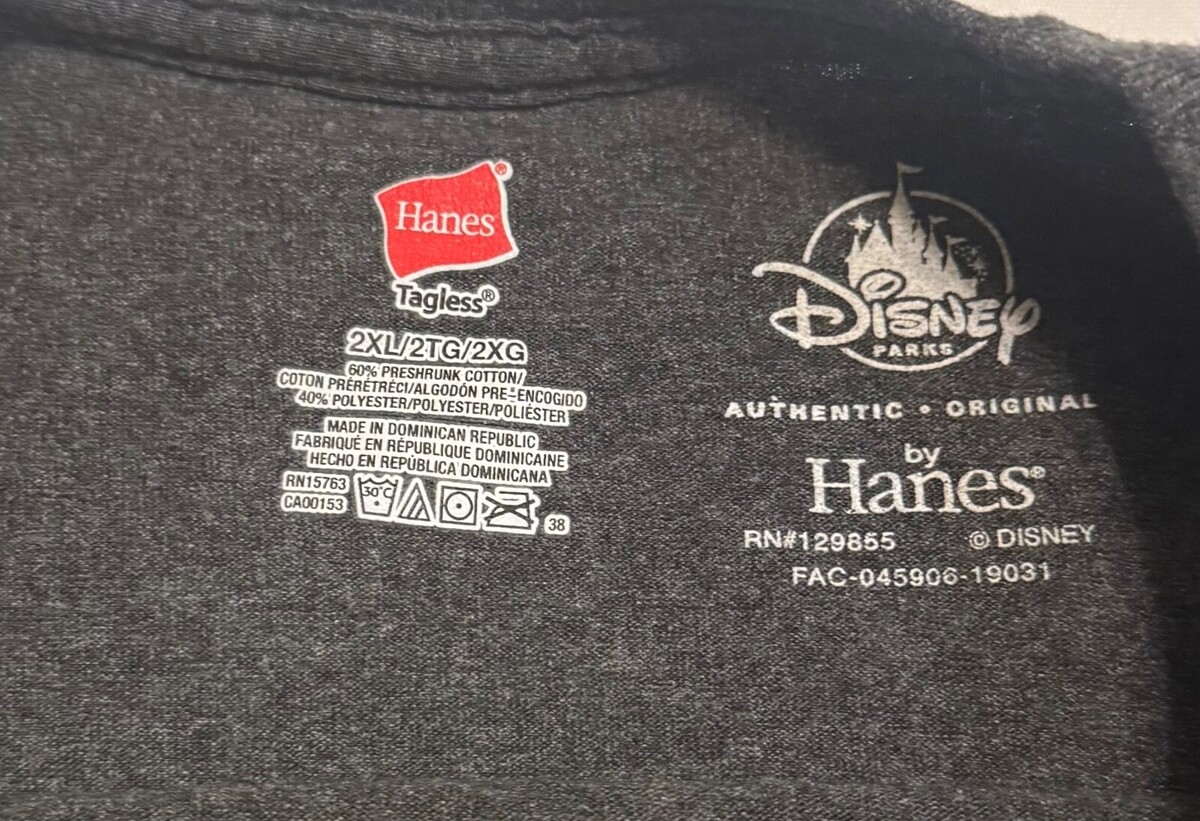 Hanes®
Tagless®
2XL/2TG/2XG
60% PRESHRUNK COTTON/
COTON PRÉRÉTRÉCI/ALGODÓN PRE-ENCOGIDO
40% POLYESTER/POLYESTER/POLIÉSTER
MADE IN DOMINICAN REPUBLIC
FABRIQUÉ EN RÉPUBLIQUE DOMINICAINE
HECHO EN REPÚBLICA DOMINICANA
RN15763
CA00153
30°C
38
DISNEY
PARKS
AUTHENTIC • ORIGINAL
by
Hanes®
RN#129855 © DISNEY
FAC-045906-19031